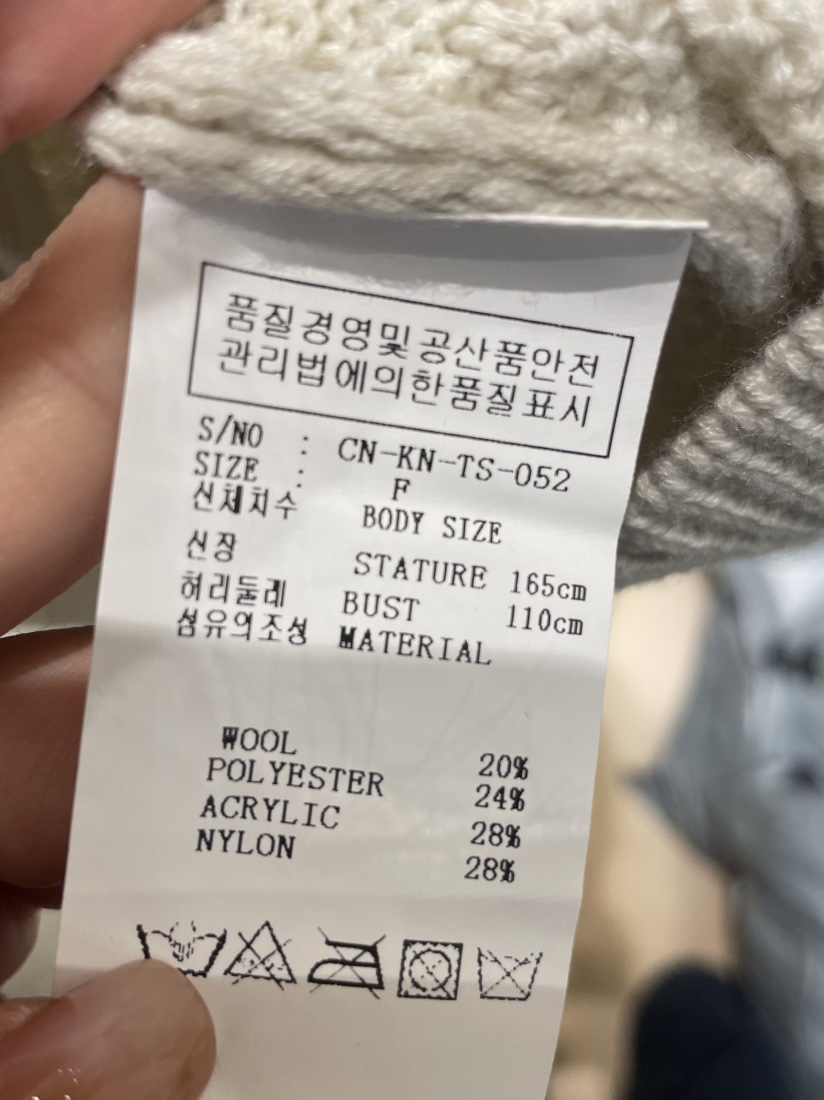 품질경영및공산품안전
관리법에의한품질표시
S/NO : CN-KN-TS-052
SIZE : F
신체치수 BODY SIZE
신장 STATURE 165cm
허리둘레 BUST 110cm
섬유의조성 MATERIAL
WOOL 20%
POLYESTER 24%
ACRYLIC 28%
NYLON 28%